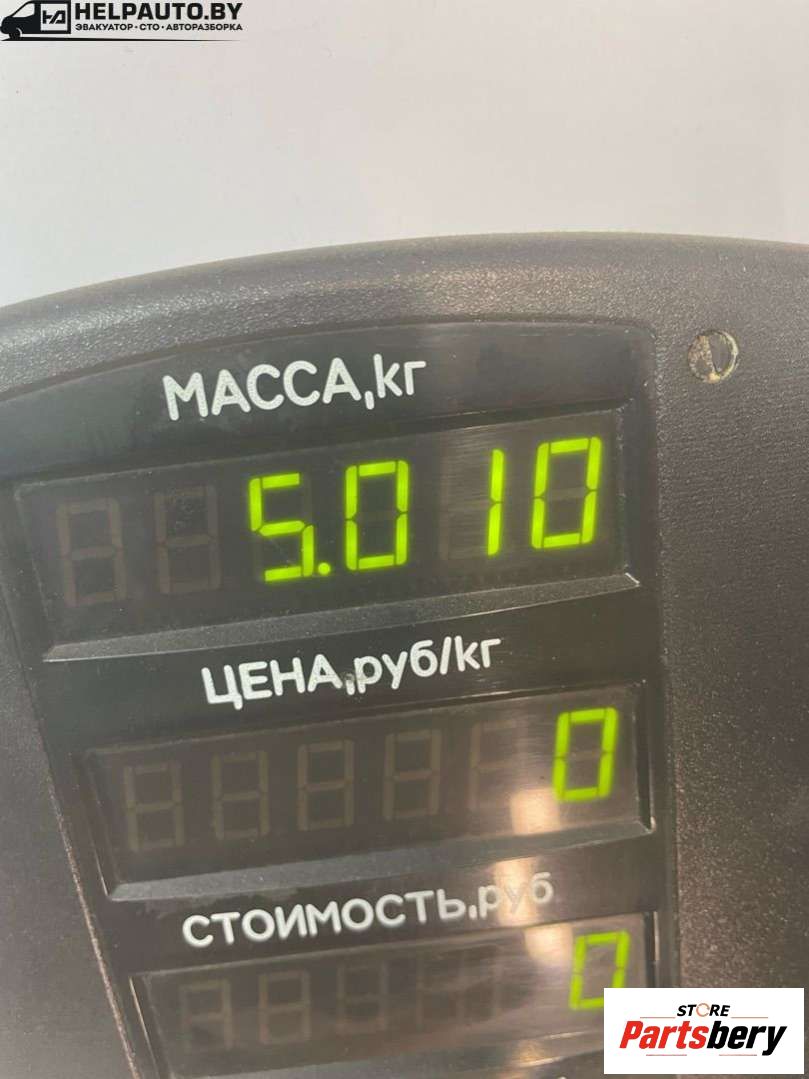 HELPAUTO.BY
ЭВАКУАТОР • СТО • АВТОРАЗБОРКА
МАССА,кг
5.010
ЦЕНА,руб/кг
0
СТОИМОСТЬ,руб
0
STORE
Partsbery